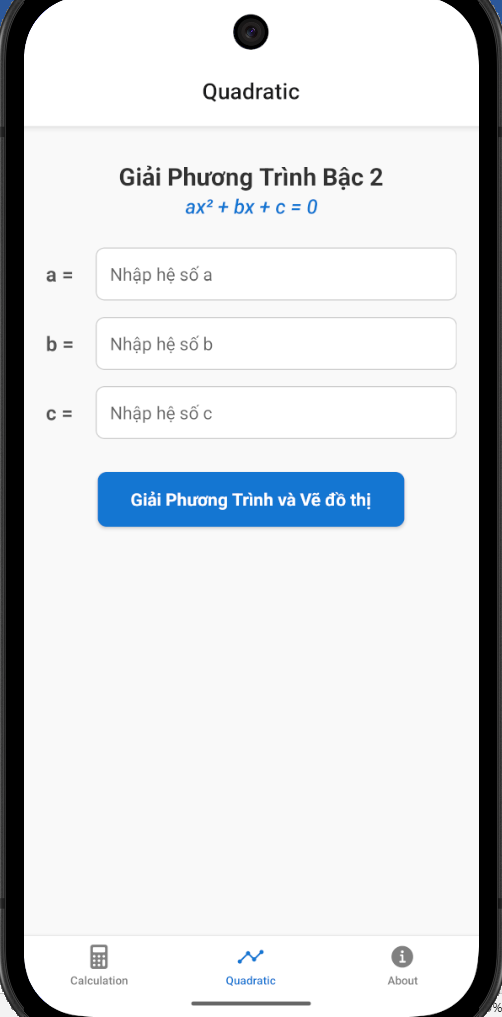 Quadratic
Giải Phương Trình Bậc 2
ax² + bx + c = 0
a = Nhập hệ số a
b = Nhập hệ số b
c = Nhập hệ số c
Giải Phương Trình và Vẽ đồ thị
Calculation Quadratic About